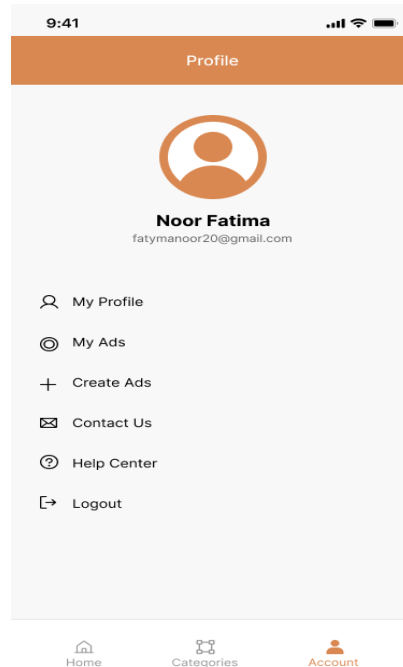 9:41
Profile
Noor Fatima
fatymanoor20@gmail.com
My Profile
My Ads
Create Ads
Contact Us
Help Center
Logout
Home Categories Account